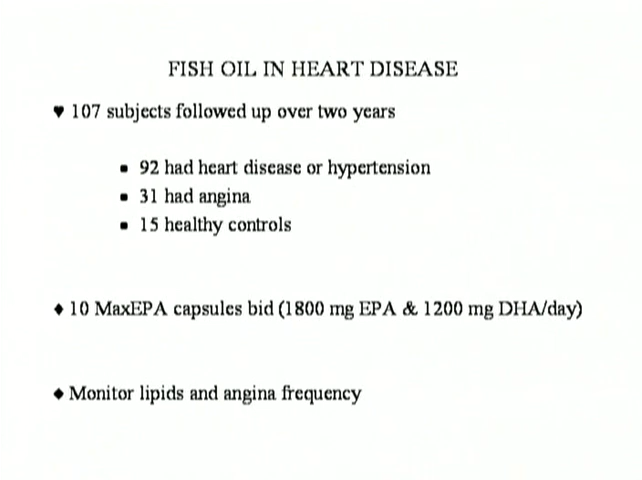 FISH OIL IN HEART DISEASE
♥ 107 subjects followed up over two years
▪ 92 had heart disease or hypertension
▪ 31 had angina
▪ 15 healthy controls
♦ 10 MaxEPA capsules bid (1800 mg EPA & 1200 mg DHA/day)
♦ Monitor lipids and angina frequency